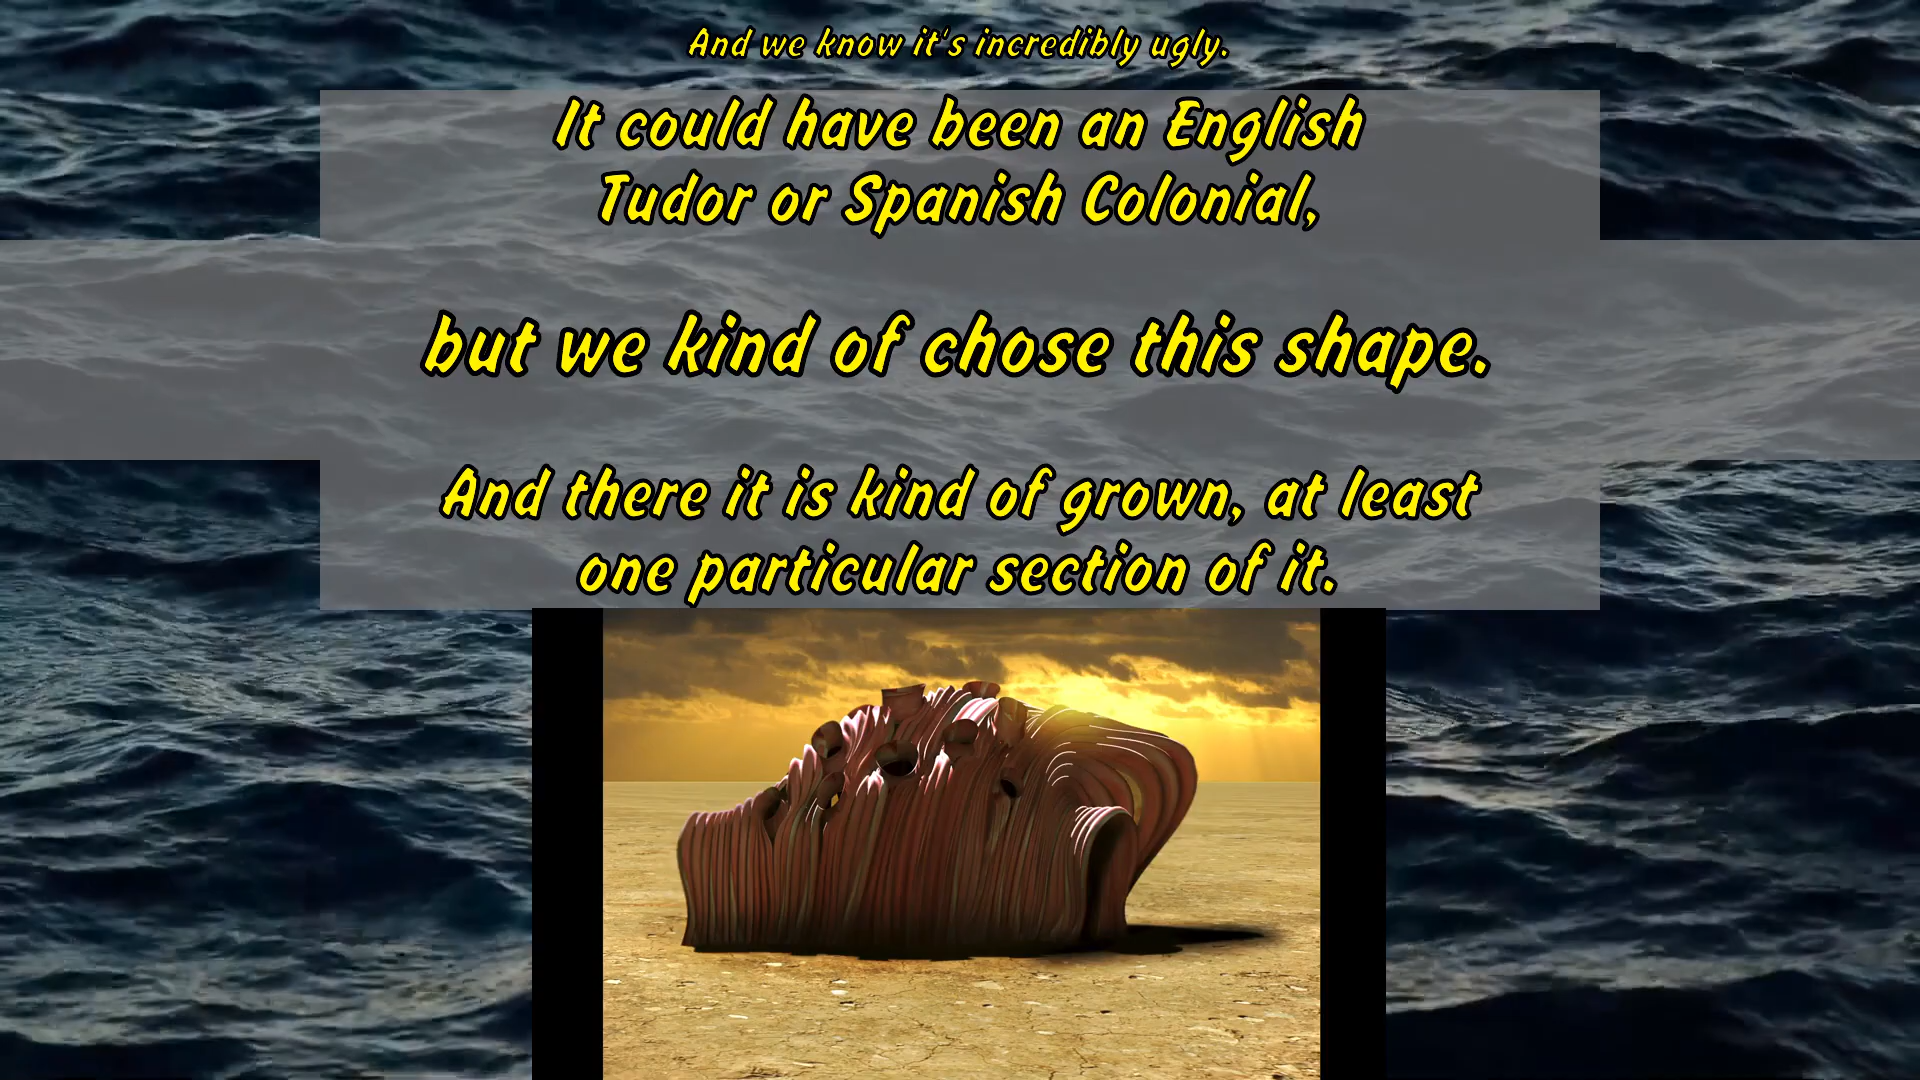 And we know it's incredibly ugly.
It could have been an English
Tudor or Spanish Colonial,
but we kind of chose this shape.
And there it is kind of grown, at least
one particular section of it.